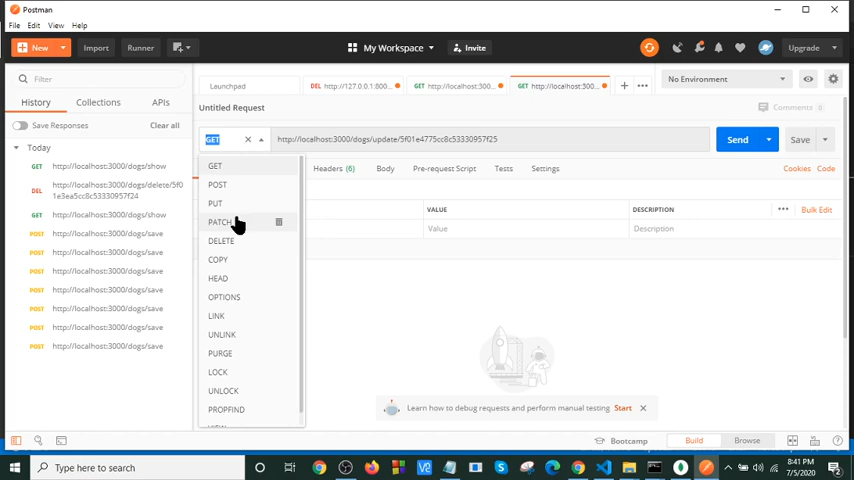 Postman
File Edit View Help
New Import Runner My Workspace Invite Upgrade
Filter
History Collections APIs
Save Responses Clear all
Today
GET http://localhost:3000/dogs/show
DEL http://localhost:3000/dogs/delete/5f0
1e3ea5cc8c53330957f24
GET http://localhost:3000/dogs/show
POST http://localhost:3000/dogs/save
POST http://localhost:3000/dogs/save
POST http://localhost:3000/dogs/save
POST http://localhost:3000/dogs/save
POST http://localhost:3000/dogs/save
POST http://localhost:3000/dogs/save
POST http://localhost:3000/dogs/save
Launchpad DEL http://127.0.0.1:800... GET http://localhost:300... GET http://localhost:300... No Environment
Untitled Request Comments 0
GET http://localhost:3000/dogs/update/5f01e4775cc8c53330957f25 Send Save
Headers (6) Body Pre-request Script Tests Settings Cookies Code
VALUE DESCRIPTION Bulk Edit
Value Description
GET
POST
PUT
PATCH
DELETE
COPY
HEAD
OPTIONS
LINK
UNLINK
PURGE
LOCK
UNLOCK
PROPFIND
VIEW
Learn how to debug requests and perform manual testing Start
Bootcamp Build Browse
Type here to search
8:41 PM
7/5/2020
2